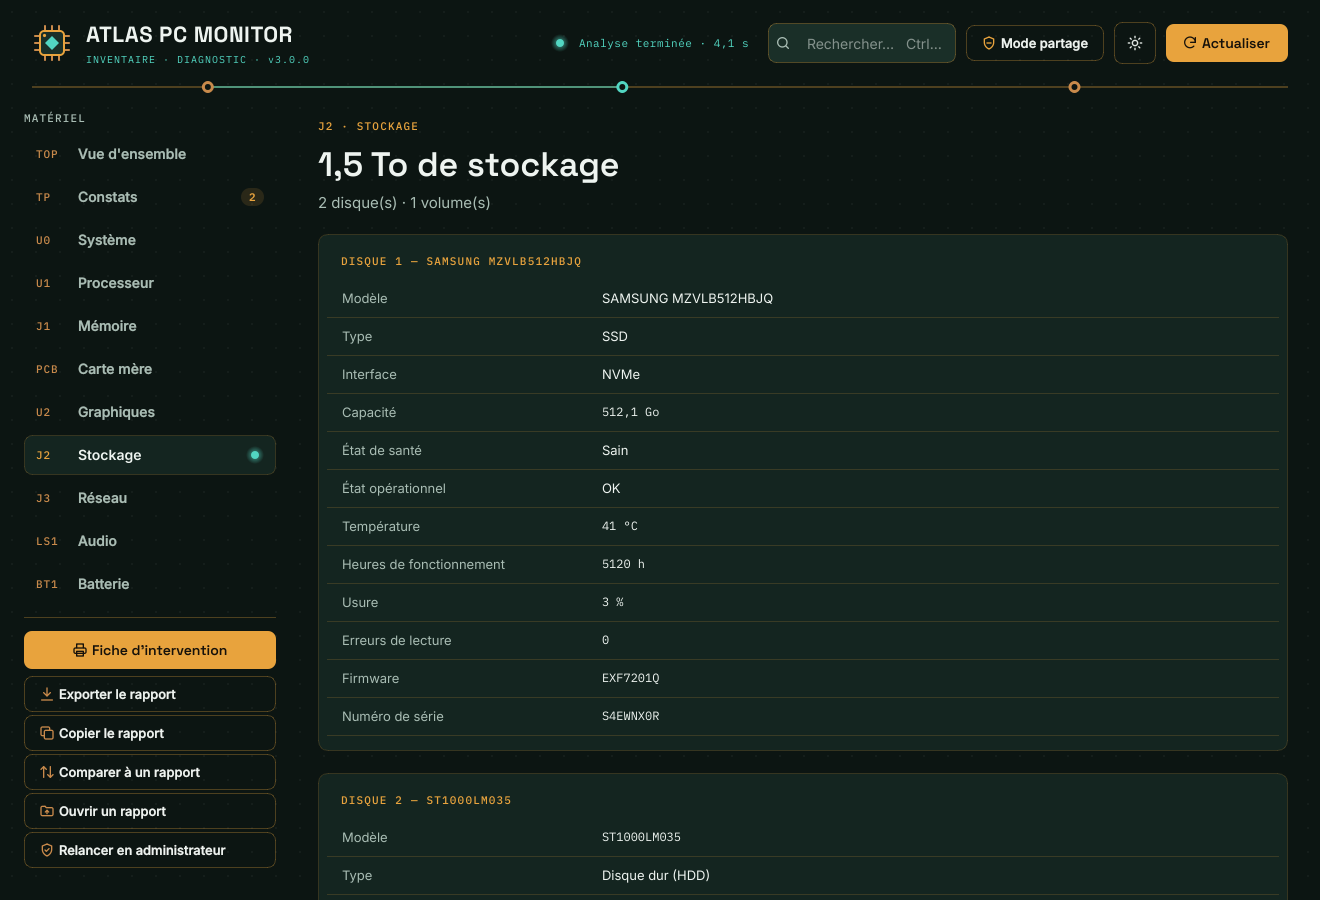 ATLAS PC MONITOR
INVENTAIRE · DIAGNOSTIC · v3.0.0
Analyse terminée · 4,1 s
Rechercher... Ctrl...
Mode partage
Actualiser
MATÉRIEL
TOP Vue d'ensemble
TP Constats 2
U0 Système
U1 Processeur
J1 Mémoire
PCB Carte mère
U2 Graphiques
J2 Stockage
J3 Réseau
LS1 Audio
BT1 Batterie
Fiche d'intervention
Exporter le rapport
Copier le rapport
Comparer à un rapport
Ouvrir un rapport
Relancer en administrateur
J2 · STOCKAGE
1,5 To de stockage
2 disque(s) · 1 volume(s)
DISQUE 1 — SAMSUNG MZVLB512HBJQ
Modèle SAMSUNG MZVLB512HBJQ
Type SSD
Interface NVMe
Capacité 512,1 Go
État de santé Sain
État opérationnel OK
Température 41 °C
Heures de fonctionnement 5120 h
Usure 3 %
Erreurs de lecture 0
Firmware EXF7201Q
Numéro de série S4EWNX0R
DISQUE 2 — ST1000LM035
Modèle ST1000LM035
Type Disque dur (HDD)